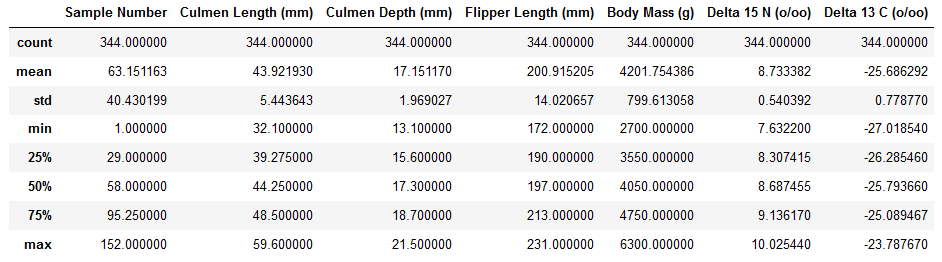 Sample Number Culmen Length (mm) Culmen Depth (mm) Flipper Length (mm) Body Mass (g) Delta 15 N (o/oo) Delta 13 C (o/oo)
count 344.000000 344.000000 344.000000 344.000000 344.000000 344.000000 344.000000
mean 63.151163 43.921930 17.151170 200.915205 4201.754386 8.733382 -25.686292
std 40.430199 5.443643 1.969027 14.020657 799.613058 0.540392 0.778770
min 1.000000 32.100000 13.100000 172.000000 2700.000000 7.632200 -27.018540
25% 29.000000 39.275000 15.600000 190.000000 3550.000000 8.307415 -26.285460
50% 58.000000 44.250000 17.300000 197.000000 4050.000000 8.687455 -25.793660
75% 95.250000 48.500000 18.700000 213.000000 4750.000000 9.136170 -25.089467
max 152.000000 59.600000 21.500000 231.000000 6300.000000 10.025440 -23.787670